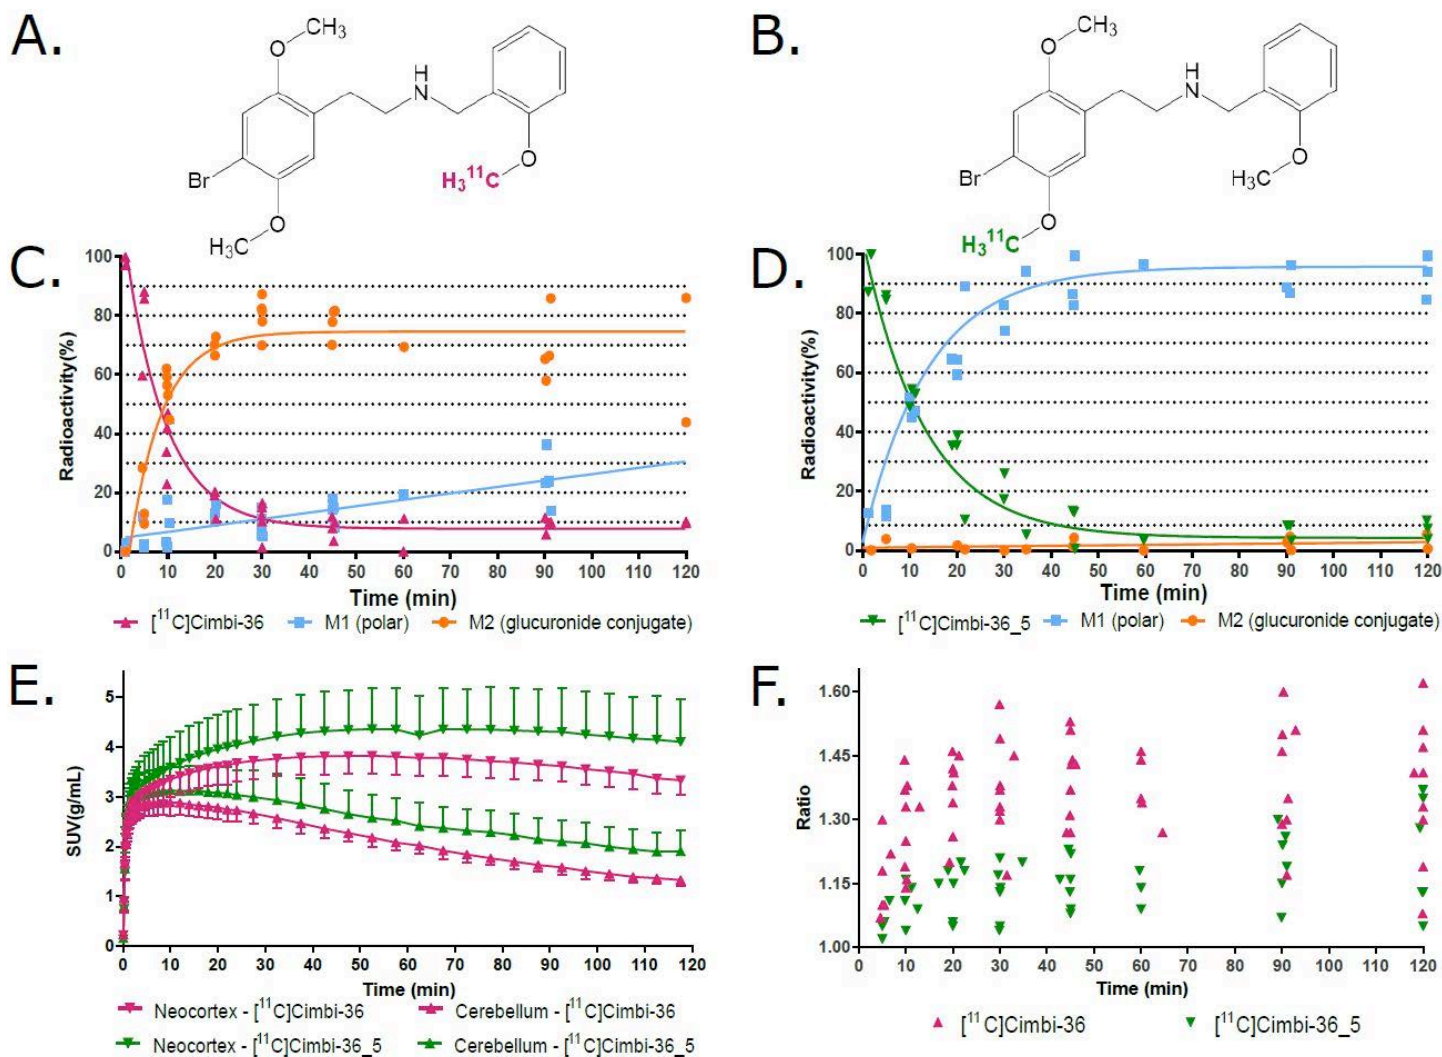 A.
CH₃
O
H
N
O
H₃¹¹C
Br
O
H₃C
B.
CH₃
O
H
N
O
CH₃
Br
O
H₃¹¹C
C.
Radioactivity(%)
100
80
60
40
20
0
0 10 20 30 40 50 60 70 80 90 100 110 120
Time (min)
[¹¹C]Cimbi-36 M1 (polar) M2 (glucuronide conjugate)
D.
Radioactivity(%)
100
80
60
40
20
0
0 10 20 30 40 50 60 70 80 90 100 110 120
Time (min)
[¹¹C]Cimbi-36_5 M1 (polar) M2 (glucuronide conjugate)
E.
SUV(g/mL)
5
4
3
2
1
0
0 10 20 30 40 50 60 70 80 90 100 110 120
Time (min)
Neocortex - [¹¹C]Cimbi-36 Cerebellum - [¹¹C]Cimbi-36
Neocortex - [¹¹C]Cimbi-36_5 Cerebellum - [¹¹C]Cimbi-36_5
F.
Ratio
1.60
1.45
1.30
1.15
1.00
0 10 20 30 40 50 60 70 80 90 100 110 120
Time (min)
[¹¹C]Cimbi-36 [¹¹C]Cimbi-36_5